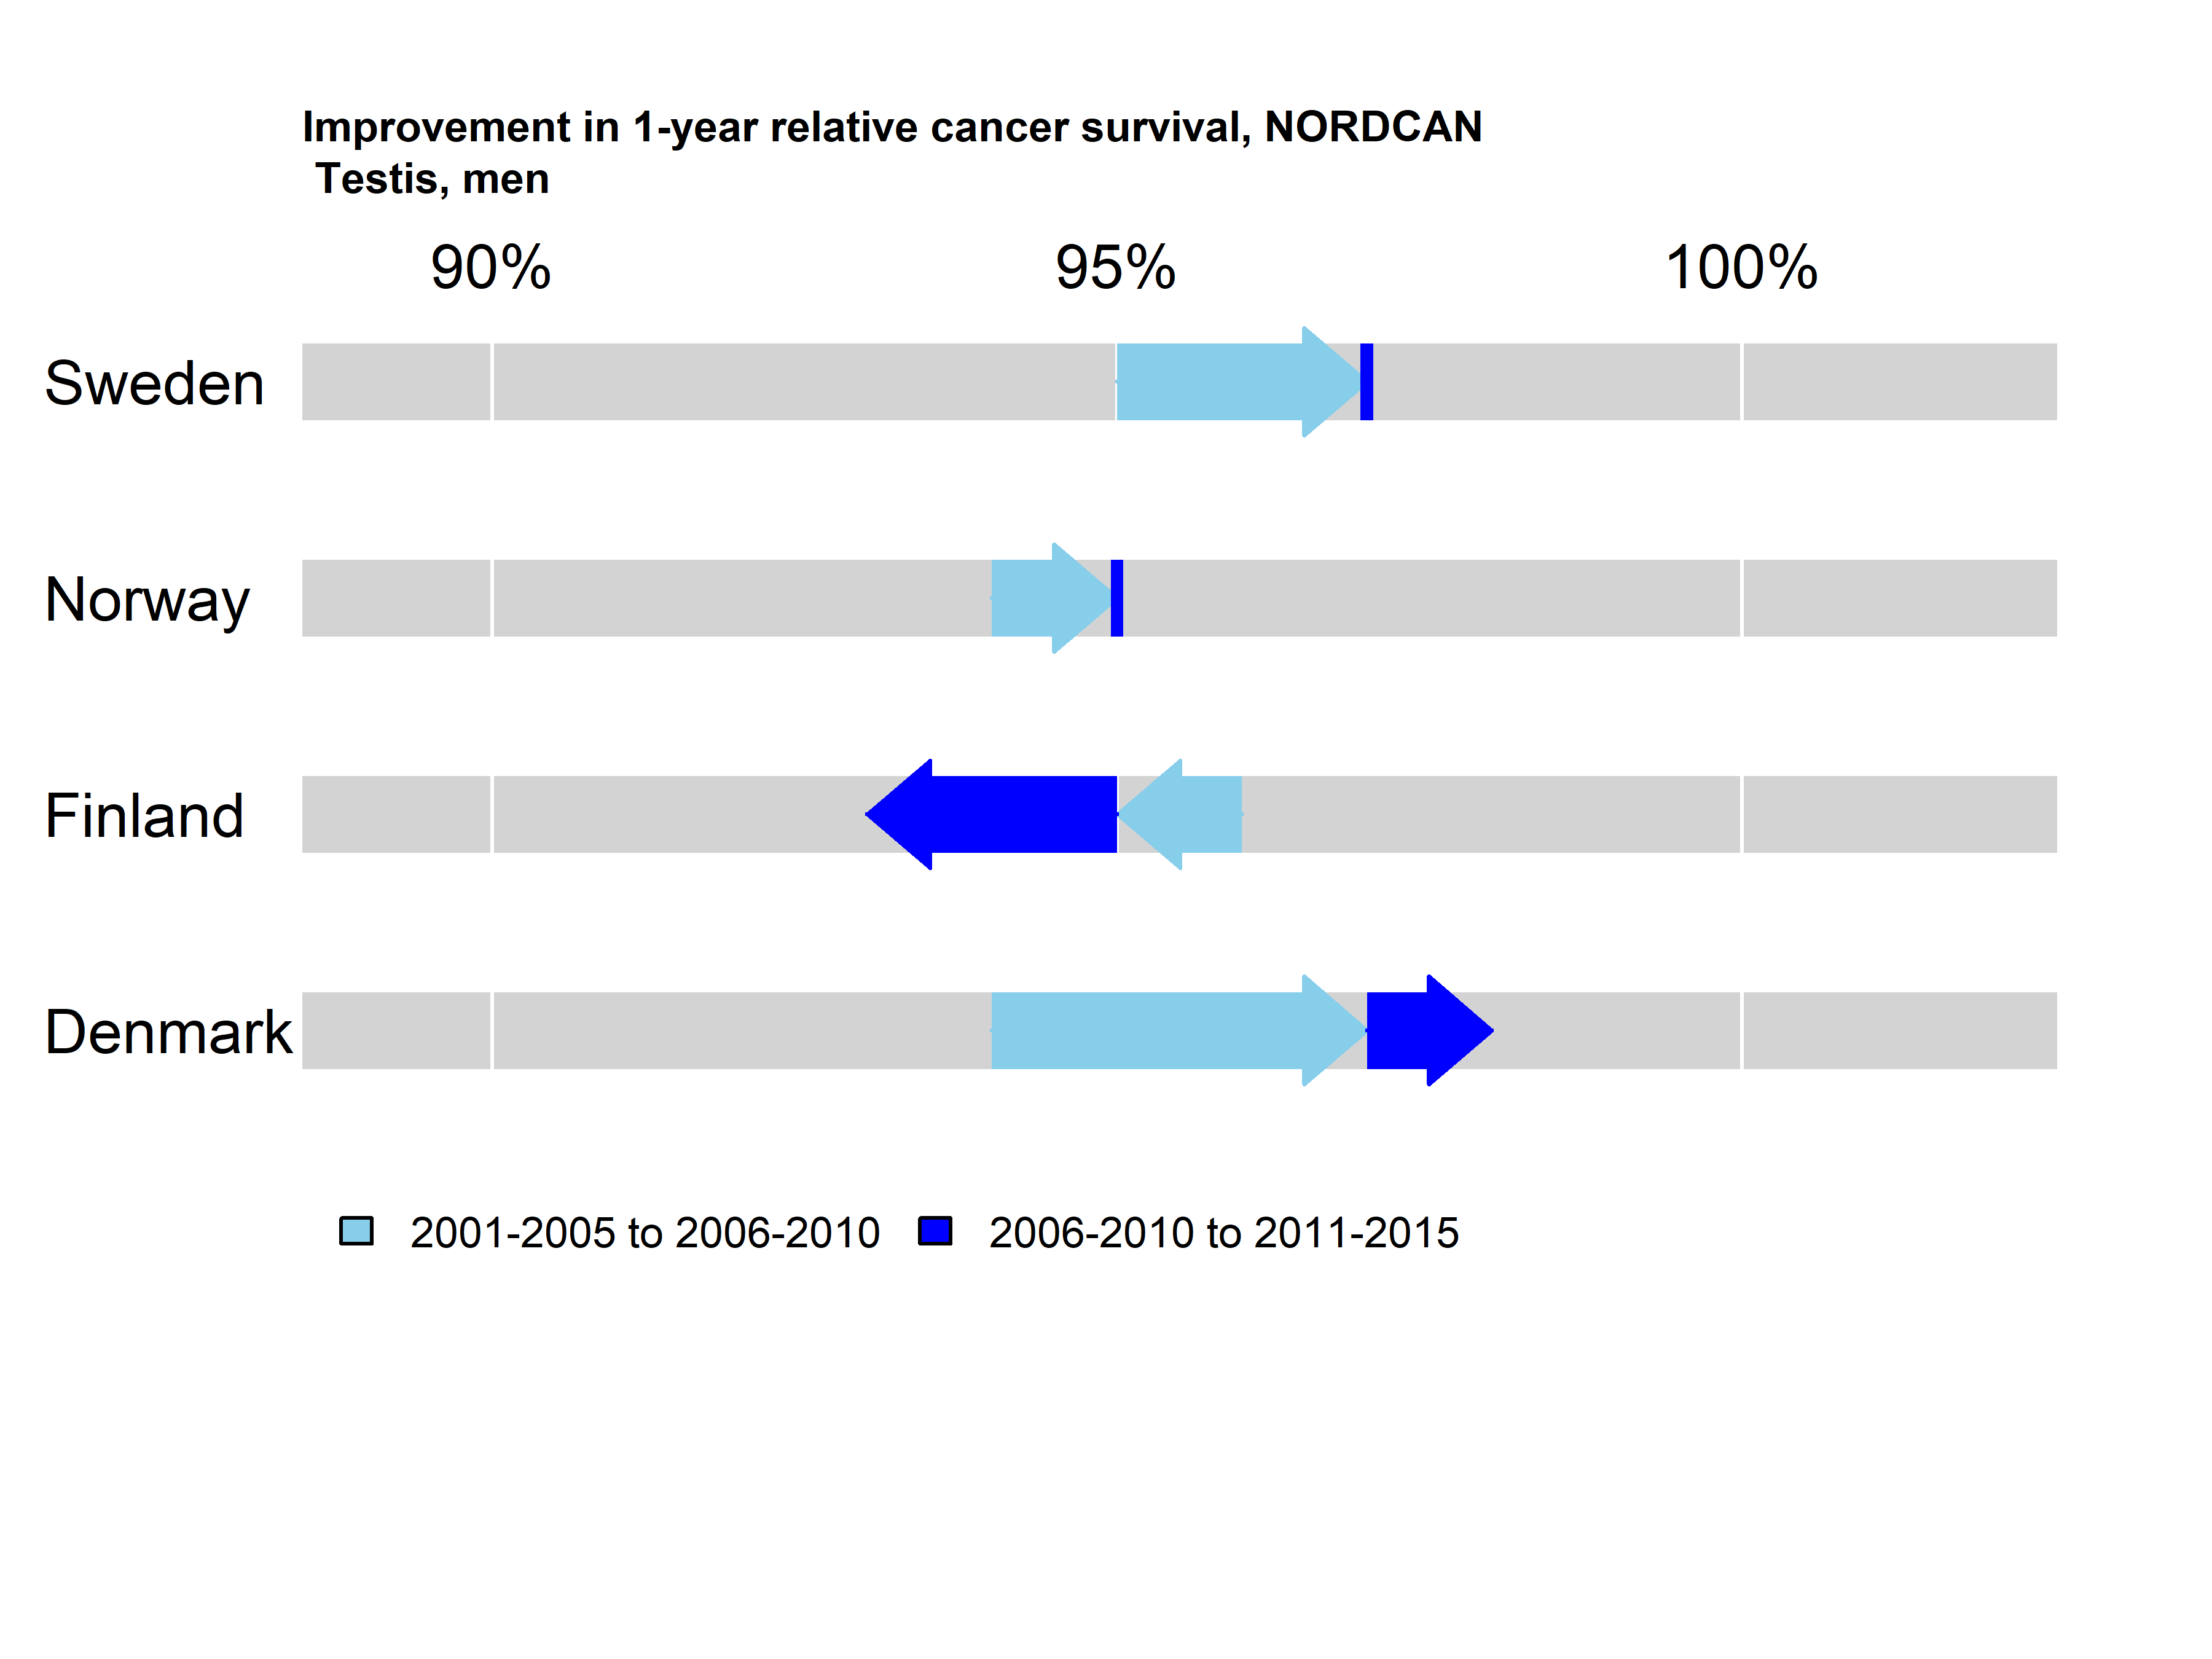 Improvement in 1-year relative cancer survival, NORDCAN
Testis, men
90% 95% 100%
Sweden
Norway
Finland
Denmark
2001-2005 to 2006-2010 2006-2010 to 2011-2015